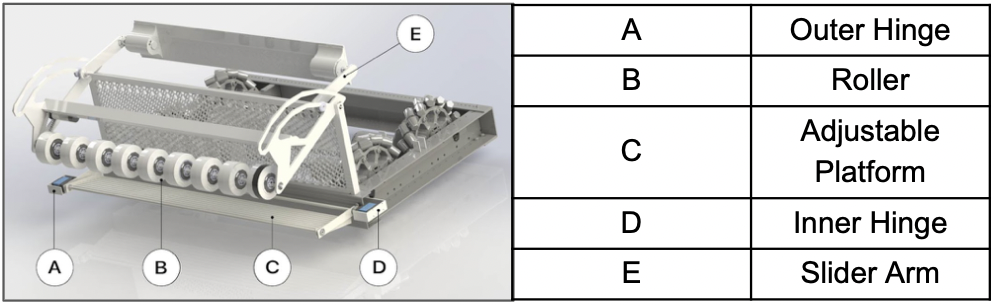 E
A
B
C
D
A Outer Hinge
B Roller
C Adjustable
Platform
D Inner Hinge
E Slider Arm